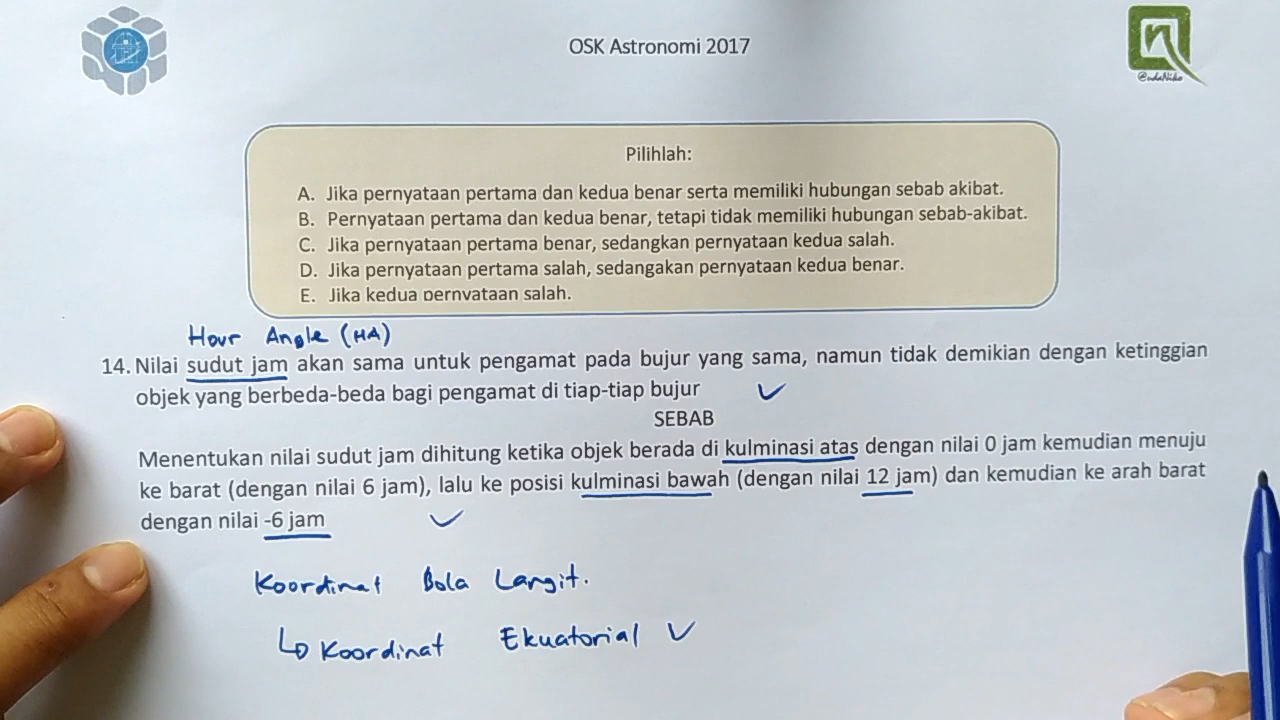 OSK Astronomi 2017
@udaNiko
Pilihlah:
A. Jika pernyataan pertama dan kedua benar serta memiliki hubungan sebab akibat.
B. Pernyataan pertama dan kedua benar, tetapi tidak memiliki hubungan sebab-akibat.
C. Jika pernyataan pertama benar, sedangkan pernyataan kedua salah.
D. Jika pernyataan pertama salah, sedangakan pernyataan kedua benar.
E. Jika kedua pernyataan salah.
Hour Angle (HA)
14. Nilai sudut jam akan sama untuk pengamat pada bujur yang sama, namun tidak demikian dengan ketinggian
objek yang berbeda-beda bagi pengamat di tiap-tiap bujur
SEBAB
Menentukan nilai sudut jam dihitung ketika objek berada di kulminasi atas dengan nilai 0 jam kemudian menuju
ke barat (dengan nilai 6 jam), lalu ke posisi kulminasi bawah (dengan nilai 12 jam) dan kemudian ke arah barat
dengan nilai -6 jam
Koordinat Bola Langit.
↳ Koordinat Ekuatorial ✓